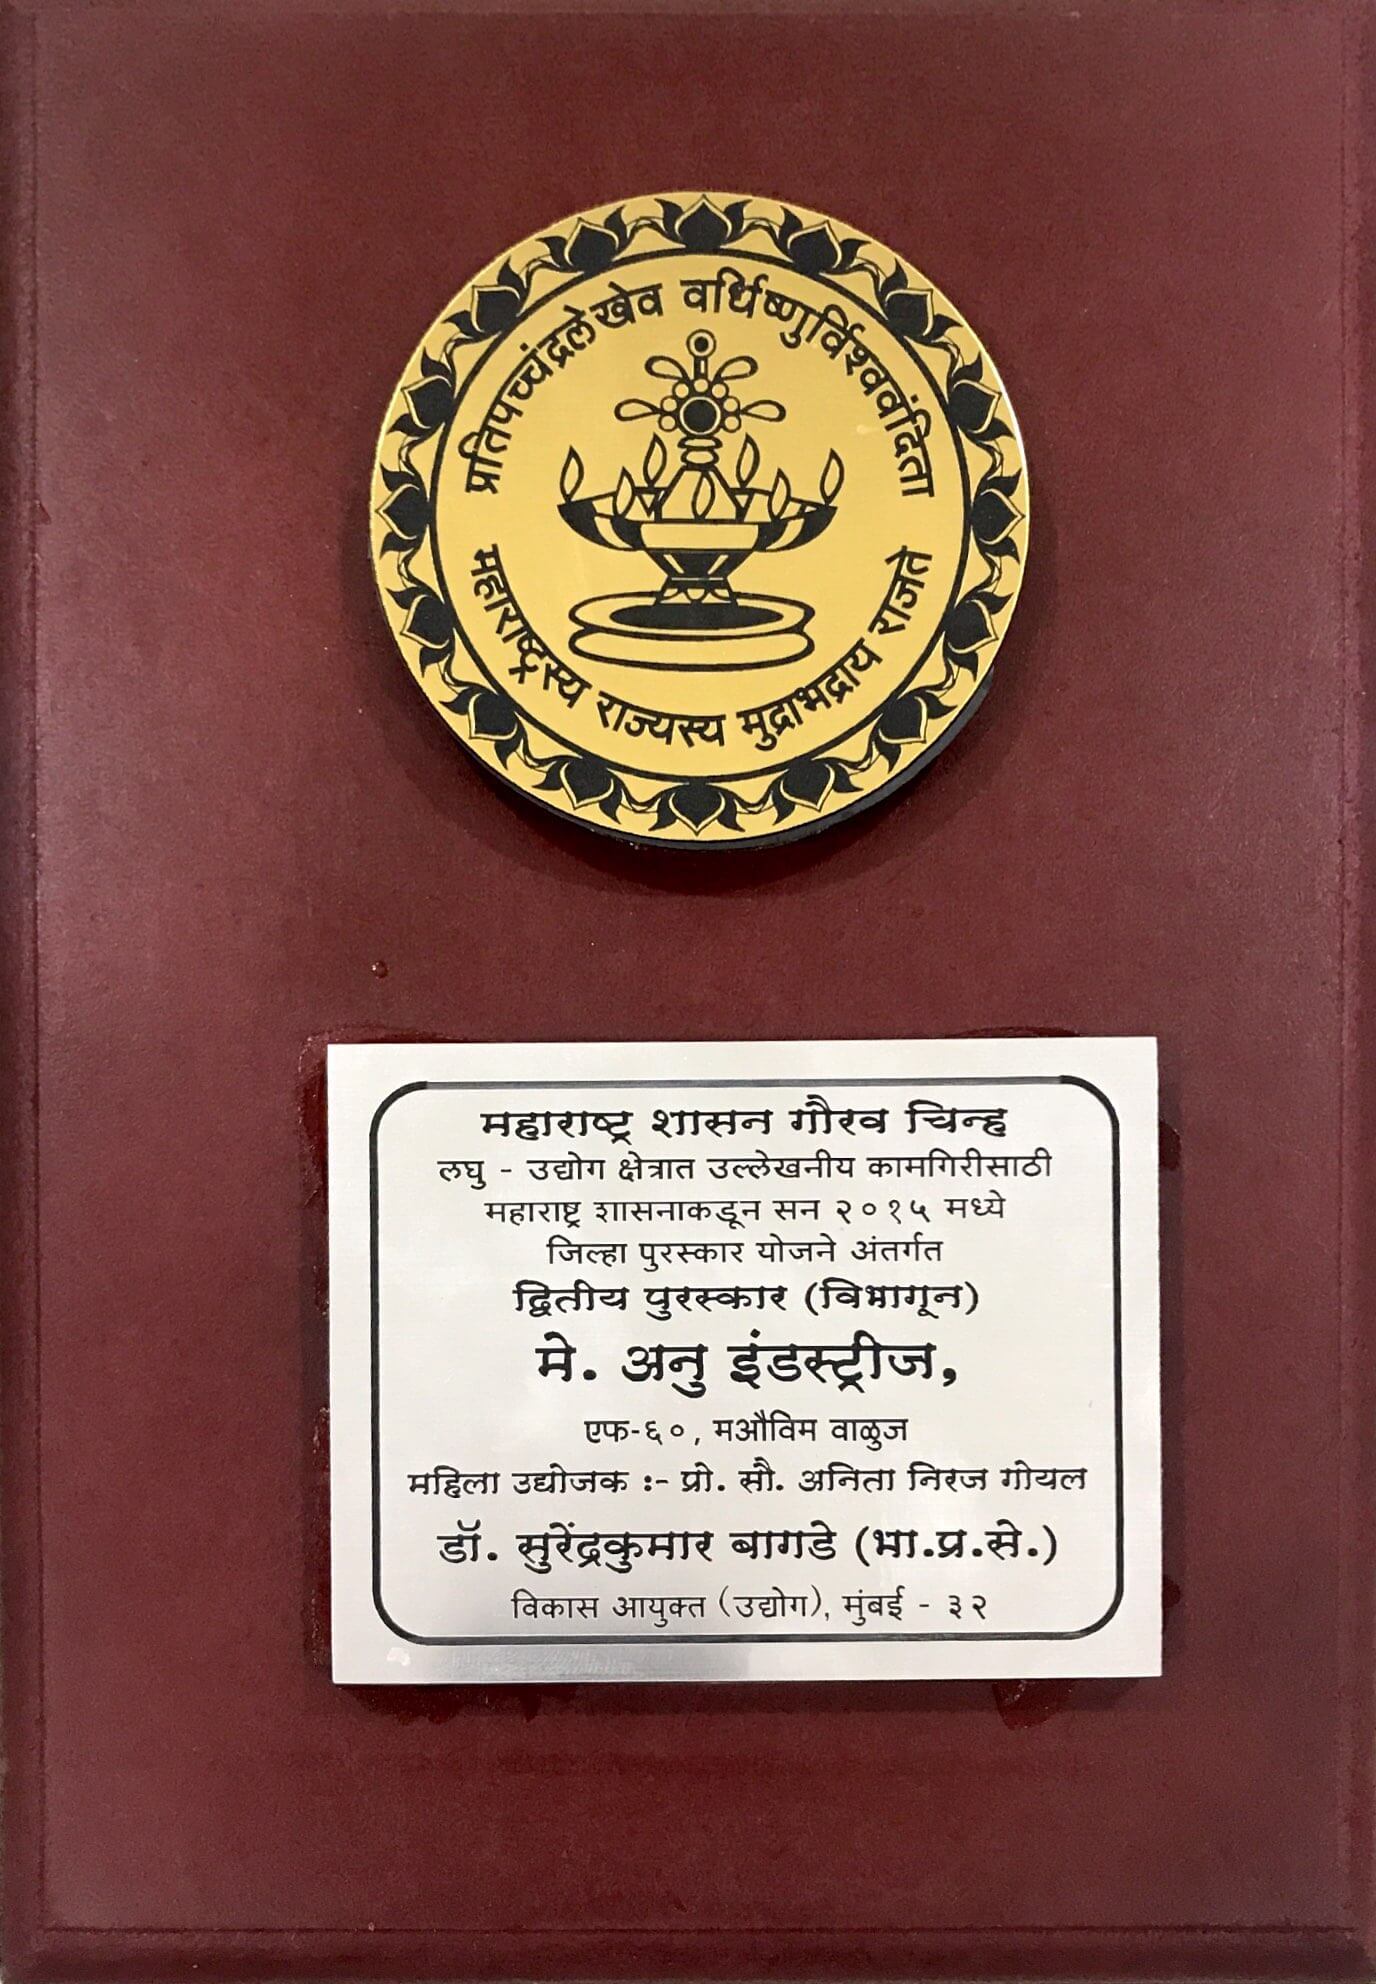 प्रतिपच्चंद्रलेखेव वर्धिष्णुर्विश्ववंदिता
महाराष्ट्रस्य राज्यस्य मुद्राभद्राय राजते
महाराष्ट्र शासन गौरव चिन्ह
लघु - उद्योग क्षेत्रात उल्लेखनीय कामगिरीसाठी
महाराष्ट्र शासनाकडून सन २०१५ मध्ये
जिल्हा पुरस्कार योजने अंतर्गत
द्वितीय पुरस्कार (विभागून)
मे. अनु इंडस्ट्रीज,
एफ-६०, मऔविम वाळुज
महिला उद्योजक :- प्रो. सौ. अनिता निरज गोयल
डॉ. सुरेंद्रकुमार बागडे (भा.प्र.से.)
विकास आयुक्त (उद्योग), मुंबई - ३२